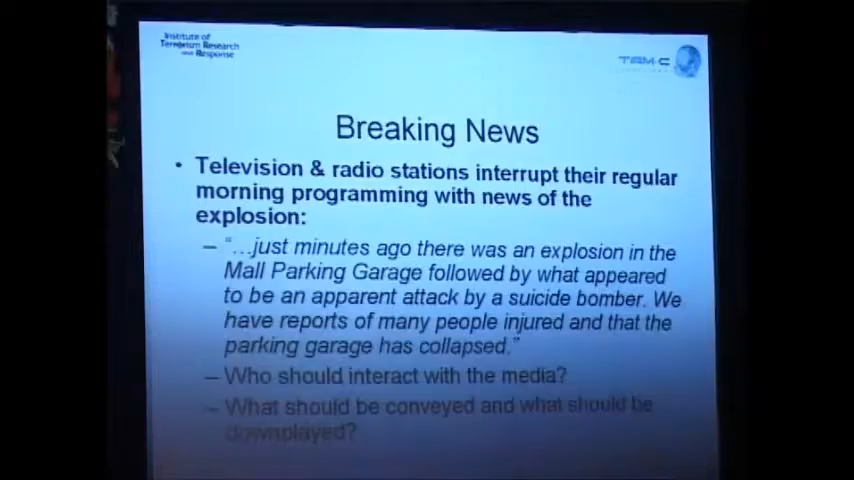 Institute of
Terrorism Research
and Response
TAM-C
Breaking News
• Television & radio stations interrupt their regular
morning programming with news of the
explosion:
– “…just minutes ago there was an explosion in the
Mall Parking Garage followed by what appeared
to be an apparent attack by a suicide bomber. We
have reports of many people injured and that the
parking garage has collapsed.”
– Who should interact with the media?
– What should be conveyed and what should be
downplayed?